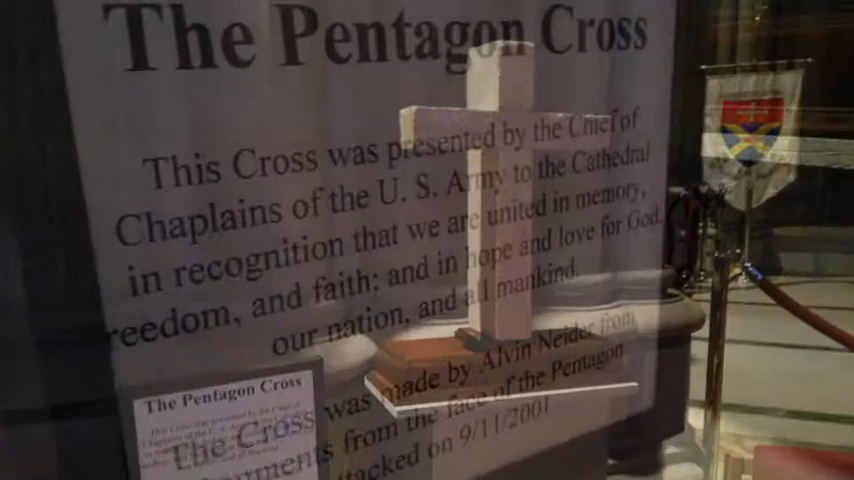 The Pentagon Cross
This Cross was presented by the Chief of
Chaplains of the U. S. Army to the Cathedral
in recognition that we are united in memory,
reedom, and faith; and in hope and love for God,
our nation, and all mankind.
The Cross was made by Alvin Neider from
from the face of the Pentagon
attacked on 9/11/2001
The Pentagon Cross